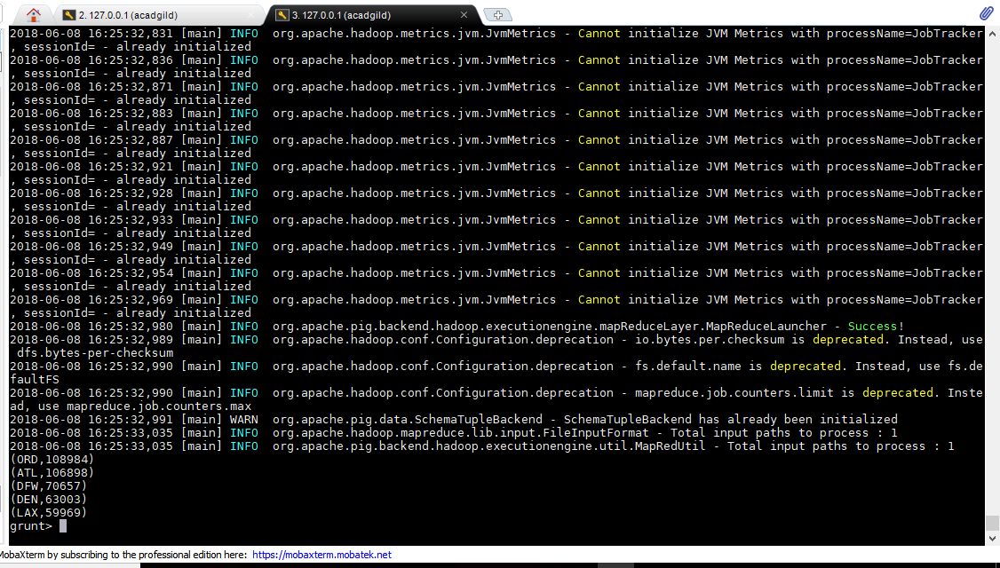 2. 127.0.0.1 (acadgild)
3. 127.0.0.1 (acadgild)
2018-06-08 16:25:32,831 [main] INFO  org.apache.hadoop.metrics.jvm.JvmMetrics - Cannot initialize JVM Metrics with processName=JobTracker
, sessionId= - already initialized
2018-06-08 16:25:32,836 [main] INFO  org.apache.hadoop.metrics.jvm.JvmMetrics - Cannot initialize JVM Metrics with processName=JobTracker
, sessionId= - already initialized
2018-06-08 16:25:32,871 [main] INFO  org.apache.hadoop.metrics.jvm.JvmMetrics - Cannot initialize JVM Metrics with processName=JobTracker
, sessionId= - already initialized
2018-06-08 16:25:32,883 [main] INFO  org.apache.hadoop.metrics.jvm.JvmMetrics - Cannot initialize JVM Metrics with processName=JobTracker
, sessionId= - already initialized
2018-06-08 16:25:32,887 [main] INFO  org.apache.hadoop.metrics.jvm.JvmMetrics - Cannot initialize JVM Metrics with processName=JobTracker
, sessionId= - already initialized
2018-06-08 16:25:32,921 [main] INFO  org.apache.hadoop.metrics.jvm.JvmMetrics - Cannot initialize JVM Metrics with processName=JobTracker
, sessionId= - already initialized
2018-06-08 16:25:32,928 [main] INFO  org.apache.hadoop.metrics.jvm.JvmMetrics - Cannot initialize JVM Metrics with processName=JobTracker
, sessionId= - already initialized
2018-06-08 16:25:32,933 [main] INFO  org.apache.hadoop.metrics.jvm.JvmMetrics - Cannot initialize JVM Metrics with processName=JobTracker
, sessionId= - already initialized
2018-06-08 16:25:32,949 [main] INFO  org.apache.hadoop.metrics.jvm.JvmMetrics - Cannot initialize JVM Metrics with processName=JobTracker
, sessionId= - already initialized
2018-06-08 16:25:32,954 [main] INFO  org.apache.hadoop.metrics.jvm.JvmMetrics - Cannot initialize JVM Metrics with processName=JobTracker
, sessionId= - already initialized
2018-06-08 16:25:32,969 [main] INFO  org.apache.hadoop.metrics.jvm.JvmMetrics - Cannot initialize JVM Metrics with processName=JobTracker
, sessionId= - already initialized
2018-06-08 16:25:32,980 [main] INFO  org.apache.pig.backend.hadoop.executionengine.mapReduceLayer.MapReduceLauncher - Success!
2018-06-08 16:25:32,989 [main] INFO  org.apache.hadoop.conf.Configuration.deprecation - io.bytes.per.checksum is deprecated. Instead, use
 dfs.bytes-per-checksum
2018-06-08 16:25:32,990 [main] INFO  org.apache.hadoop.conf.Configuration.deprecation - fs.default.name is deprecated. Instead, use fs.de
faultFS
2018-06-08 16:25:32,990 [main] INFO  org.apache.hadoop.conf.Configuration.deprecation - mapreduce.job.counters.limit is deprecated. Inste
ad, use mapreduce.job.counters.max
2018-06-08 16:25:32,991 [main] WARN  org.apache.pig.data.SchemaTupleBackend - SchemaTupleBackend has already been initialized
2018-06-08 16:25:33,035 [main] INFO  org.apache.hadoop.mapreduce.lib.input.FileInputFormat - Total input paths to process : 1
2018-06-08 16:25:33,035 [main] INFO  org.apache.pig.backend.hadoop.executionengine.util.MapRedUtil - Total input paths to process : 1
(ORD,108984)
(ATL,106898)
(DFW,70657)
(DEN,63003)
(LAX,59969)
grunt>
MobaXterm by subscribing to the professional edition here: https://mobaxterm.mobatek.net